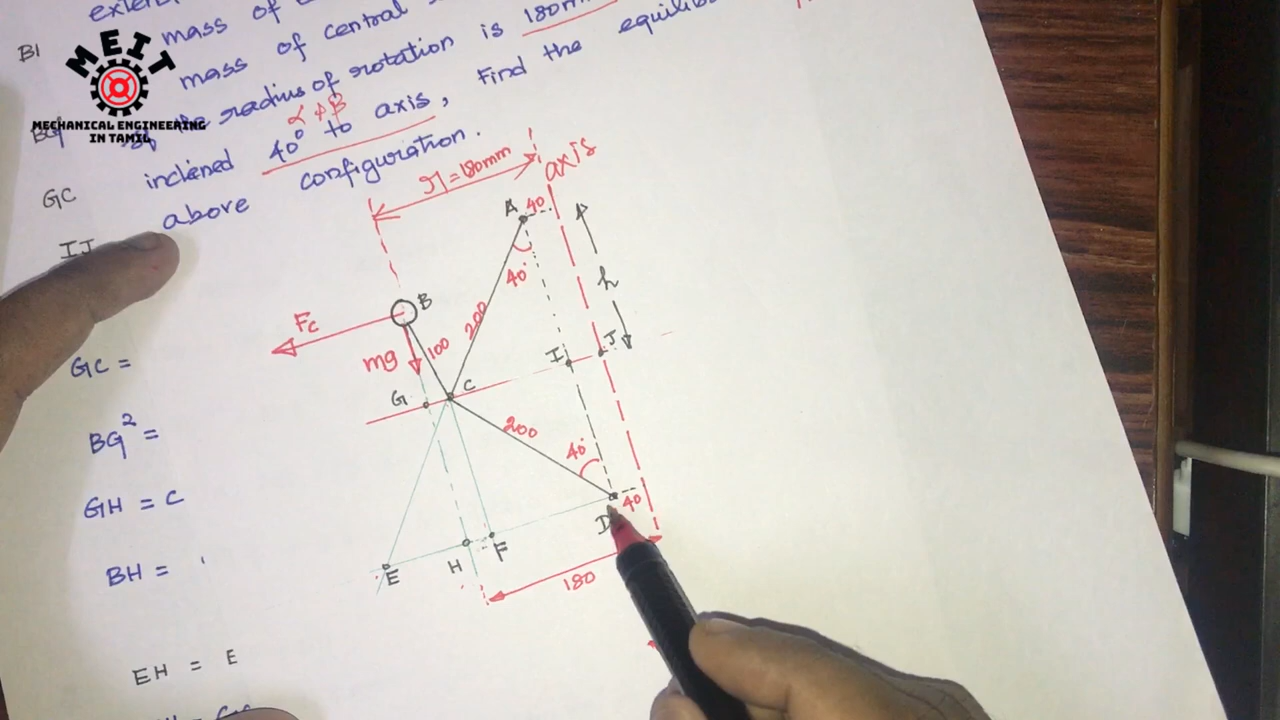 MEIT
MECHANICAL ENGINEERING
IN TAMIL
mass of
mass of central
the radius of rotation is 180mm
α & β
inclined 40° to axis, Find the
above configuration.
BI
GC
IJ
GC =
BG² =
GH = C
BH =
EH = E
r = 180mm
axis
A
40
40°
h
B
Fc
mg
100
200
G
C
I
J
200
40°
D
40
E
H
F
180